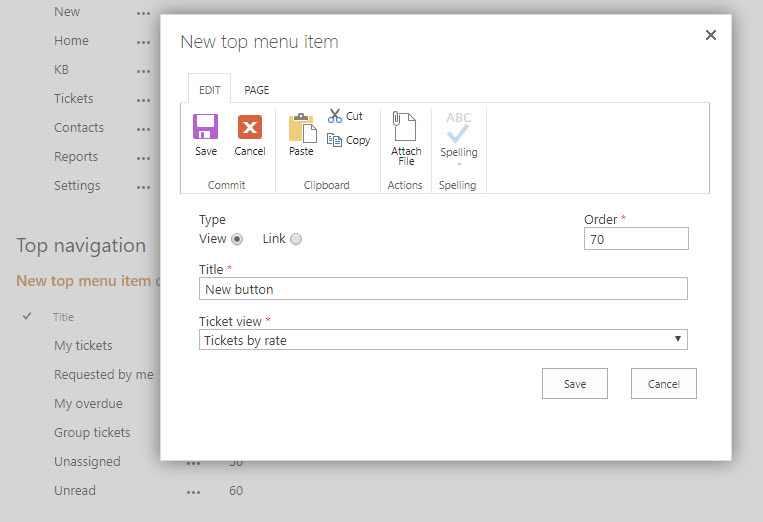 New ...
Home ...
KB ...
Tickets ...
Contacts ...
Reports ...
Settings ...
Top navigation
New top menu item
Title
My tickets
Requested by me
My overdue
Group tickets
Unassigned ... 50
Unread ... 60
New top menu item
EDIT PAGE
Save Cancel Paste Cut Copy Attach File ABC Spelling
Commit Clipboard Actions Spelling
Type
View Link
Order *
70
Title *
New button
Ticket view *
Tickets by rate
Save Cancel